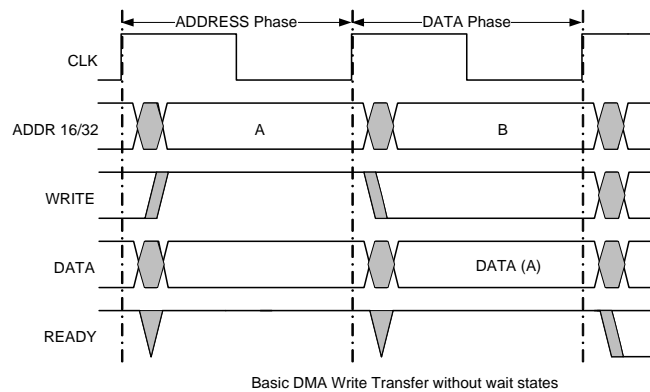 ADDRESS Phase DATA Phase
CLK
ADDR 16/32 A B
WRITE
DATA DATA (A)
READY
Basic DMA Write Transfer without wait states